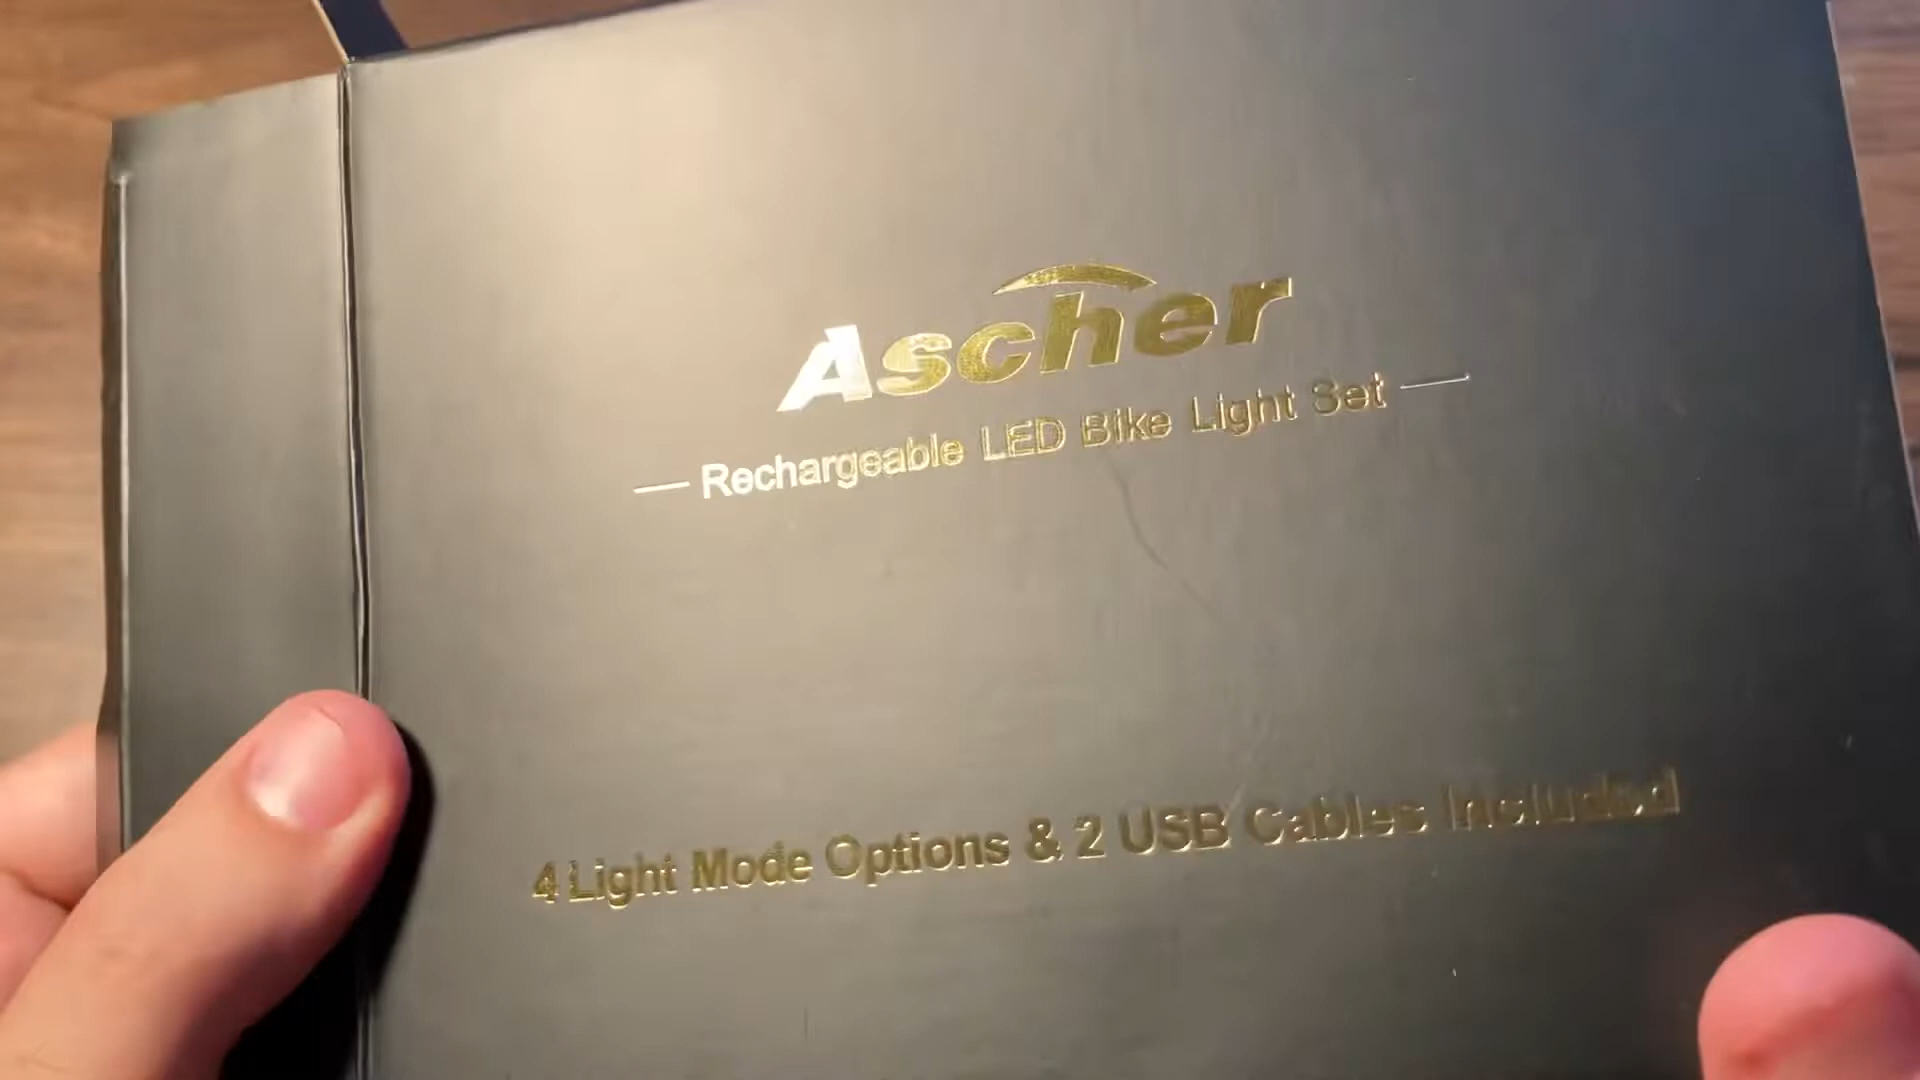 Ascher
Rechargeable LED Bike Light Set
4 Light Mode Options & 2 USB Cables Included